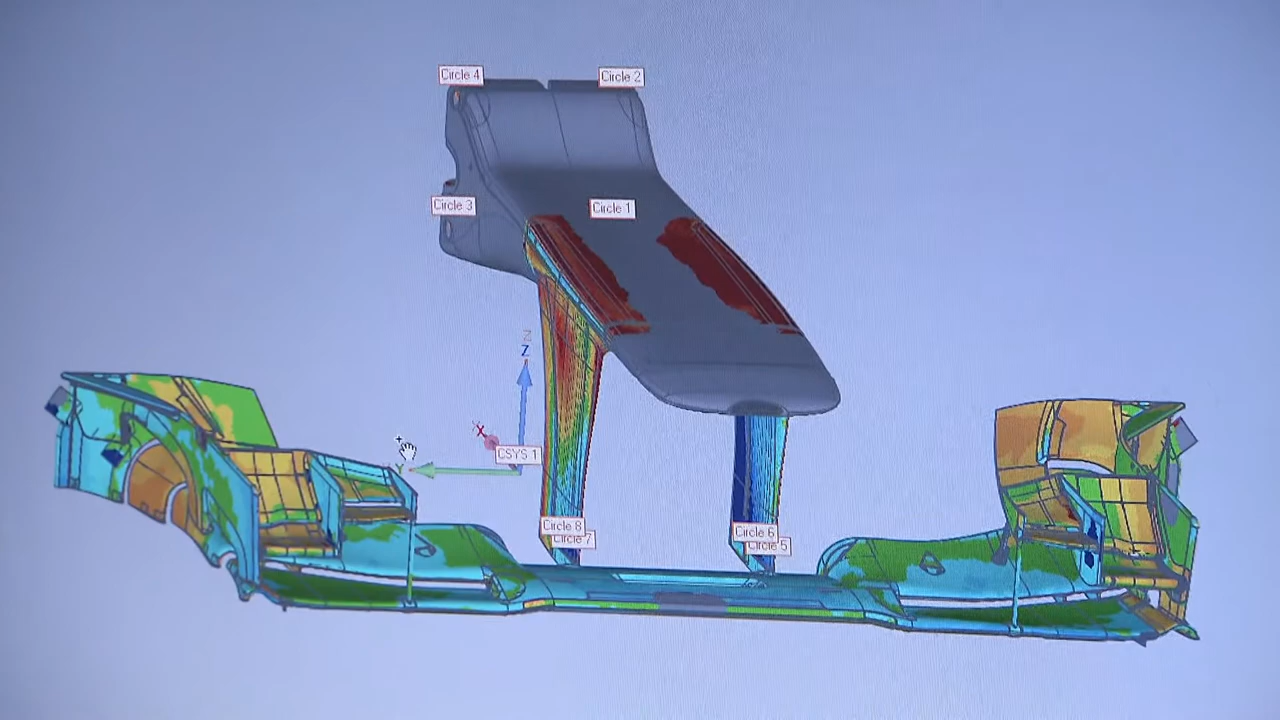 Circle 4
Circle 2
Circle 3
Circle 1
Z
Z
X
CSYS 1
Y
Circle 8
Circle 7
Circle 6
Circle 5